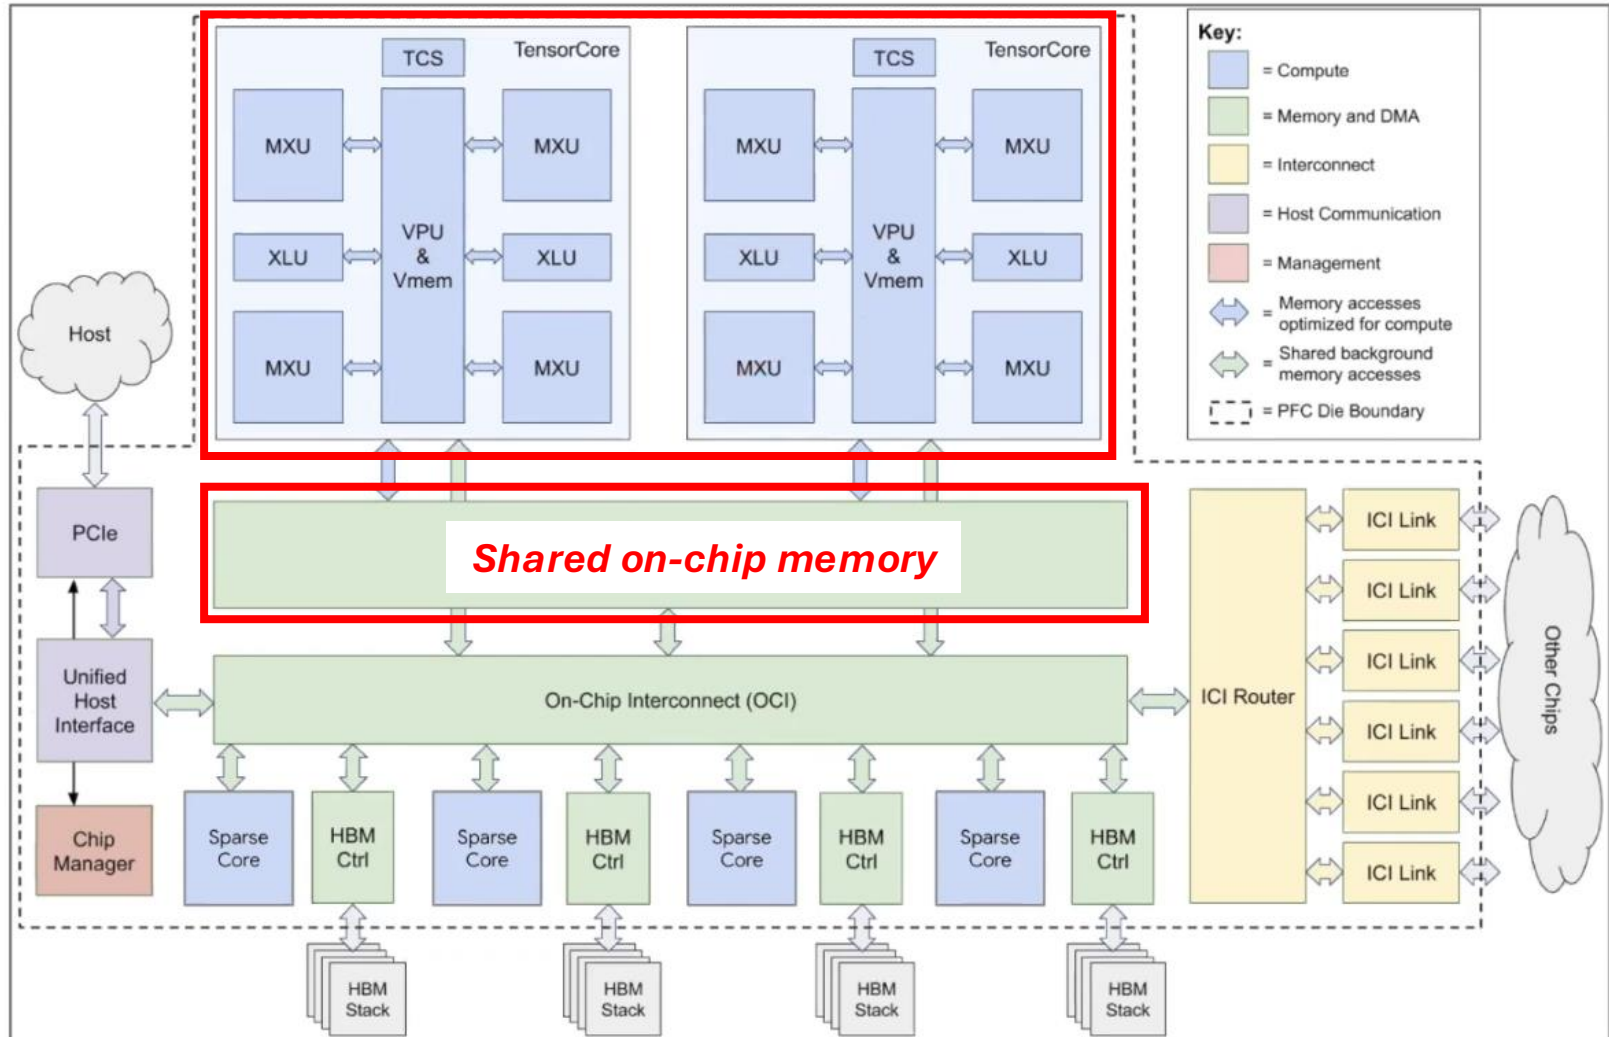 TCS
TensorCore
MXU
MXU
VPU
&
Vmem
XLU
XLU
MXU
MXU
TCS
TensorCore
MXU
MXU
VPU
&
Vmem
XLU
XLU
MXU
MXU
Key:
= Compute
= Memory and DMA
= Interconnect
= Host Communication
= Management
= Memory accesses
optimized for compute
= Shared background
memory accesses
= PFC Die Boundary
Host
PCIe
Unified
Host
Interface
Chip
Manager
Shared on-chip memory
On-Chip Interconnect (OCI)
Sparse
Core
HBM
Ctrl
Sparse
Core
HBM
Ctrl
Sparse
Core
HBM
Ctrl
Sparse
Core
HBM
Ctrl
HBM
Stack
HBM
Stack
HBM
Stack
HBM
Stack
ICI Router
ICI Link
ICI Link
ICI Link
ICI Link
ICI Link
ICI Link
Other Chips